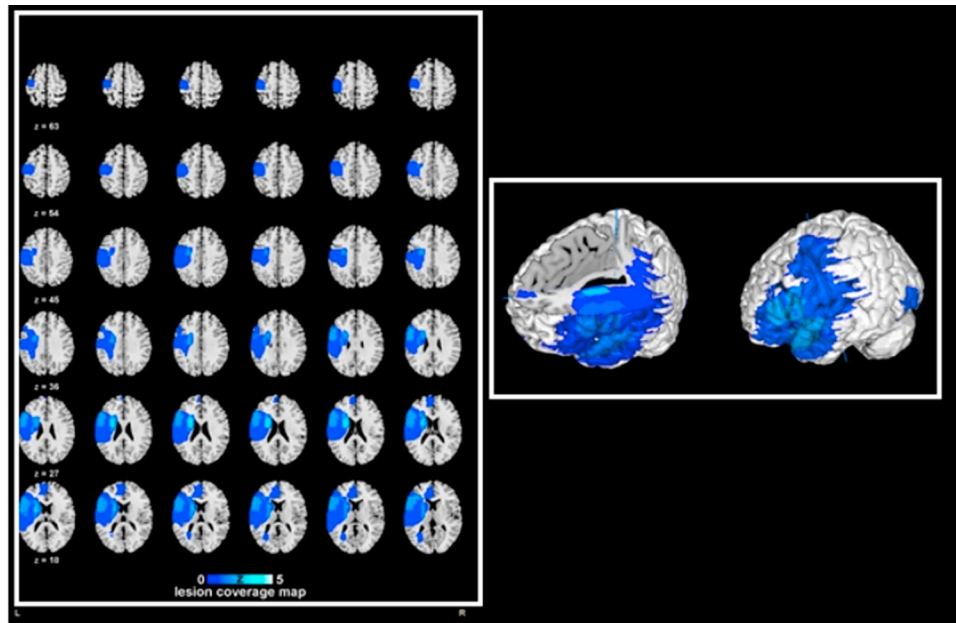 z = 63
z = 54
z = 45
z = 36
z = 27
z = 18
0 z 5
lesion coverage map
L R